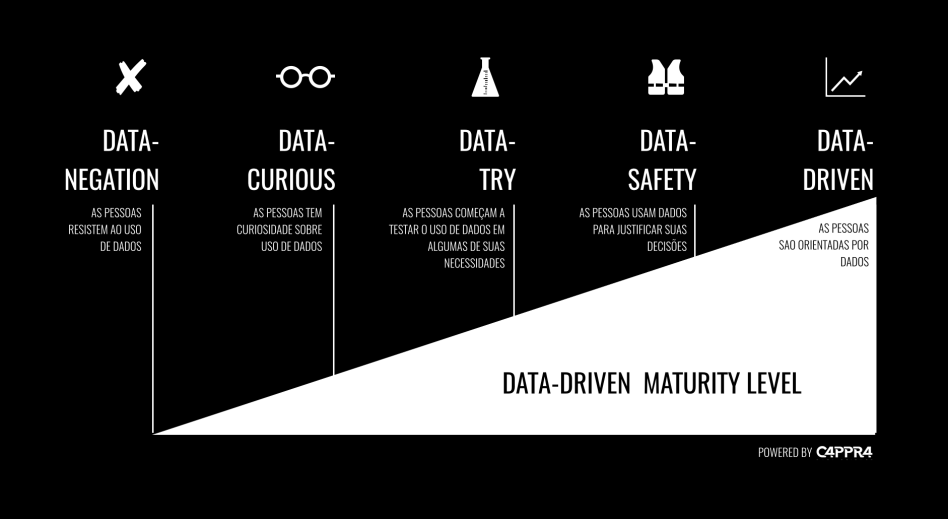 DATA-
NEGATION
AS PESSOAS
RESISTEM AO USO
DE DADOS
DATA-
CURIOUS
AS PESSOAS TEM
CURIOSIDADE SOBRE
USO DE DADOS
DATA-
TRY
AS PESSOAS COMEÇAM A
TESTAR O USO DE DADOS EM
ALGUMAS DE SUAS
NECESSIDADES
DATA-
SAFETY
AS PESSOAS USAM DADOS
PARA JUSTIFICAR SUAS
DECISÕES
DATA-
DRIVEN
AS PESSOAS
SAO ORIENTADAS POR
DADOS
DATA-DRIVEN MATURITY LEVEL
POWERED BY C4PPR4